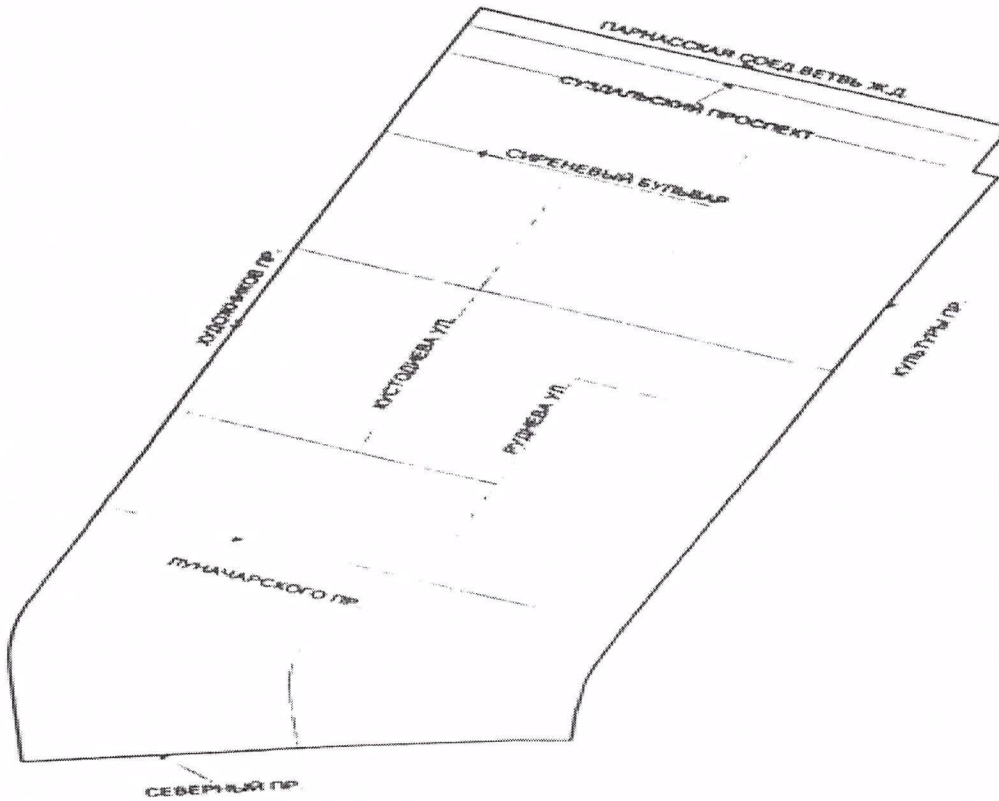 ПАРНАССКАЯ СОЕД.ВЕТВЬ Ж.Д.
СУЗДАЛЬСКИЙ ПРОСПЕКТ
СИРЕНЕВЫЙ БУЛЬВАР
ХУДОЖНИКОВ ПР.
КУСТОДИЕВА УЛ.
РУДНЕВА УЛ.
КУЛЬТУРЫ ПР.
ЛУНАЧАРСКОГО ПР.
СЕВЕРНЫЙ ПР.